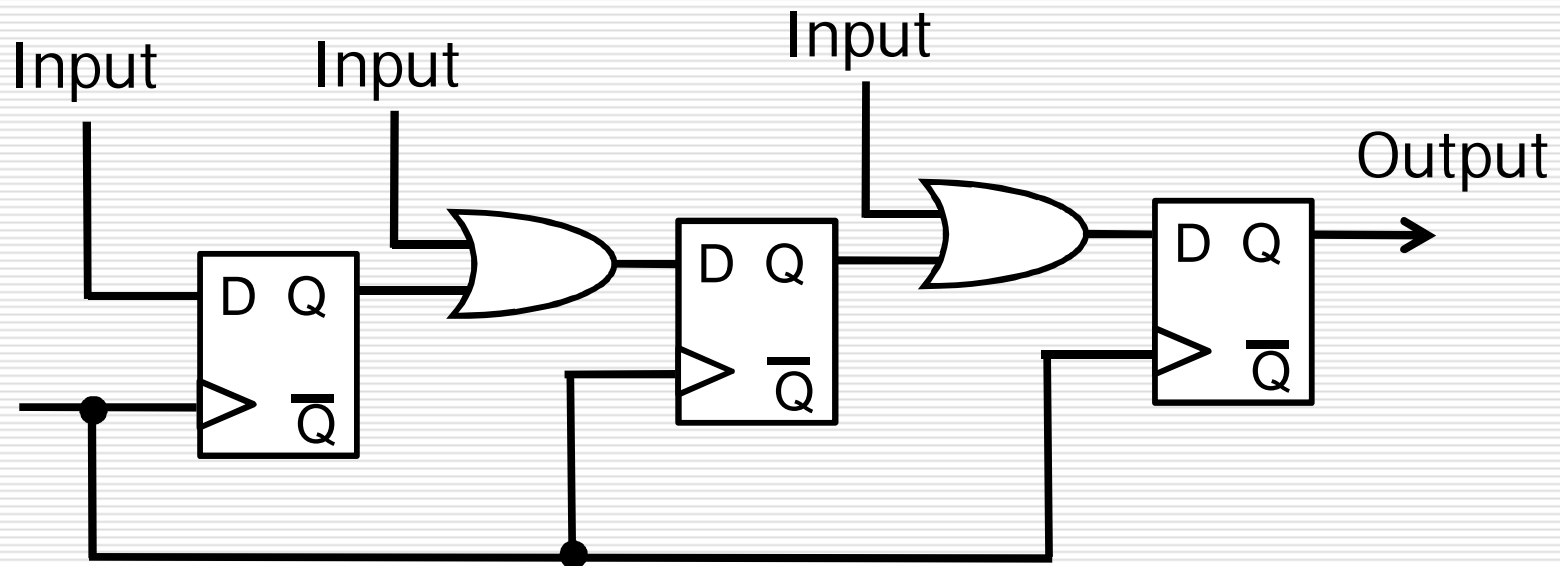 Input
Input
Input
Output
D Q
Q̅
D Q
Q̅
D Q
Q̅